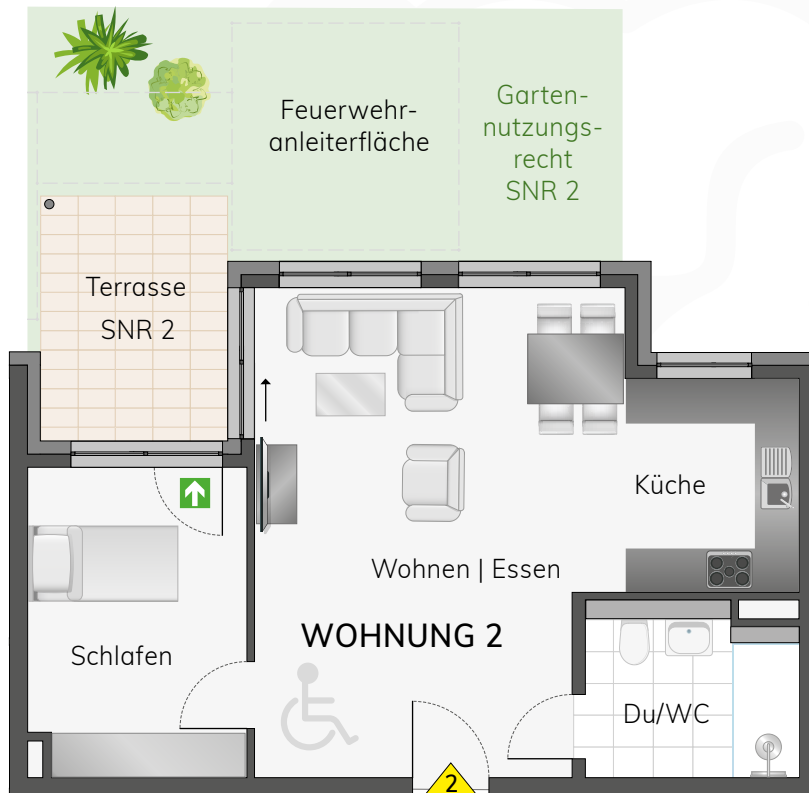 Feuerwehr-
anleiterfläche
Garten-
nutzungs-
recht
SNR 2
Terrasse
SNR 2
Küche
Wohnen | Essen
WOHNUNG 2
Schlafen
Du/WC
2